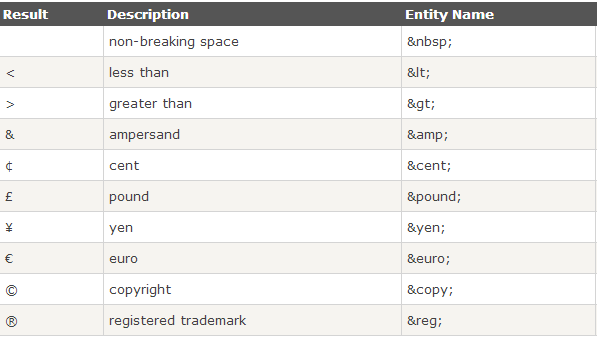 Result Description Entity Name
non-breaking space &nbsp;
< less than &lt;
> greater than &gt;
& ampersand &amp;
¢ cent &cent;
£ pound &pound;
¥ yen &yen;
€ euro &euro;
© copyright &copy;
® registered trademark &reg;